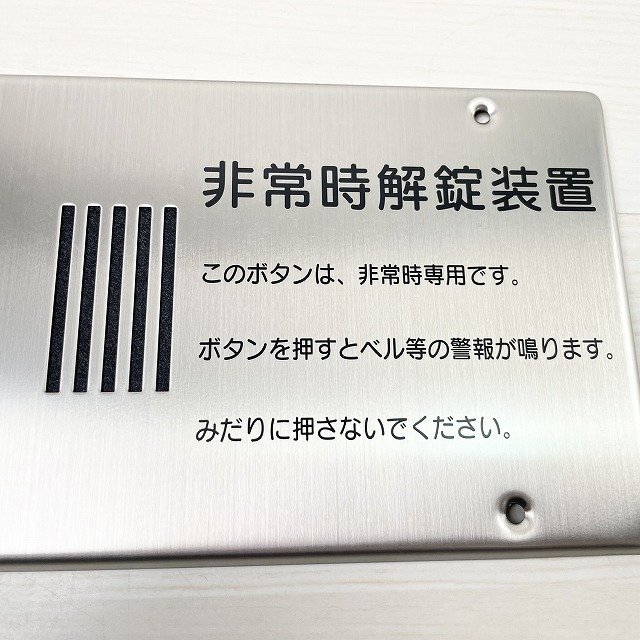 非常時解錠装置
このボタンは、非常時専用です。
ボタンを押すとベル等の警報が鳴ります。
みだりに押さないでください。